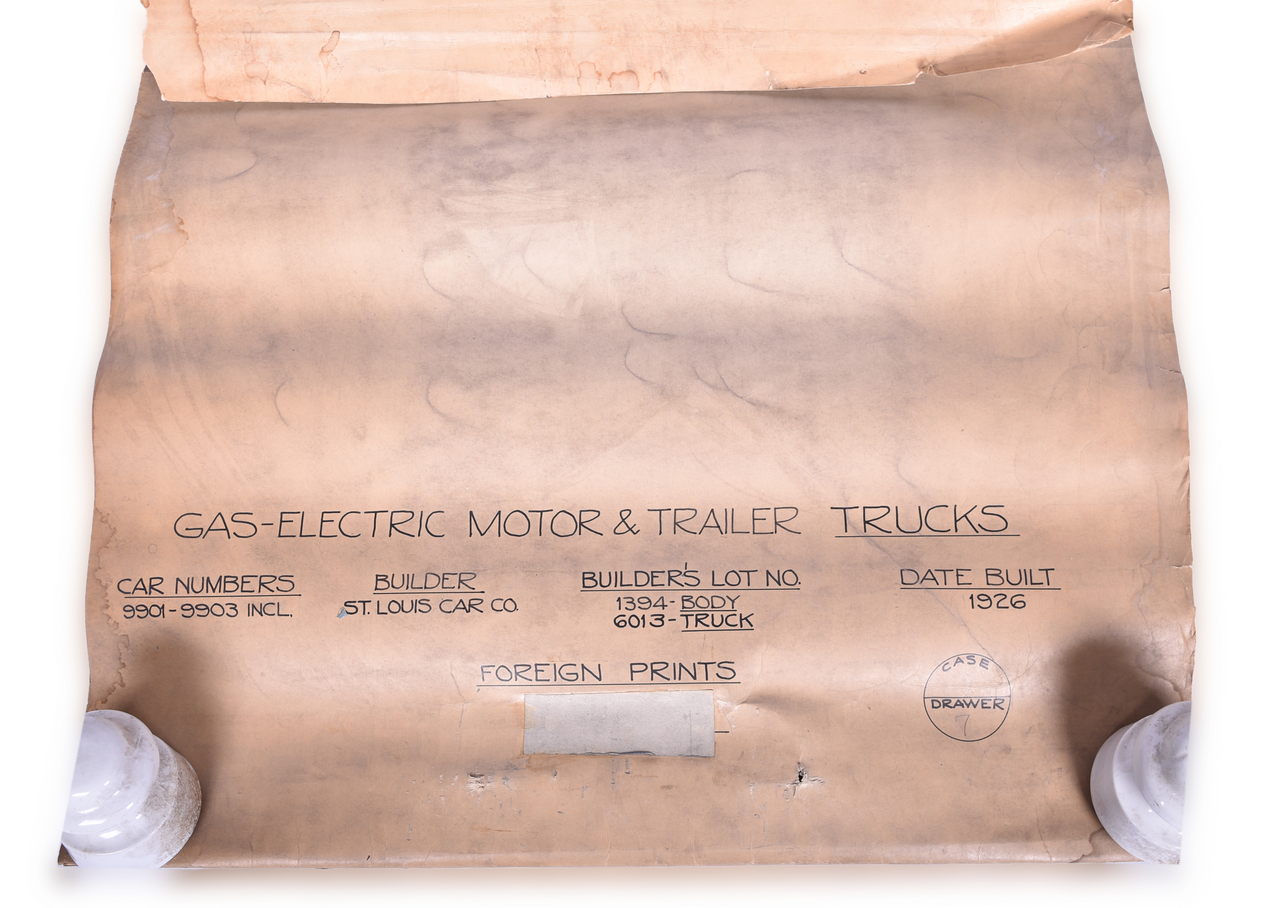 GAS-ELECTRIC MOTOR & TRAILER TRUCKS
CAR NUMBERS
9901-9903 INCL.
BUILDER
ST. LOUIS CAR CO.
BUILDER'S LOT NO.
1394- BODY
6013- TRUCK
DATE BUILT
1926
FOREIGN PRINTS
CASE
DRAWER
7